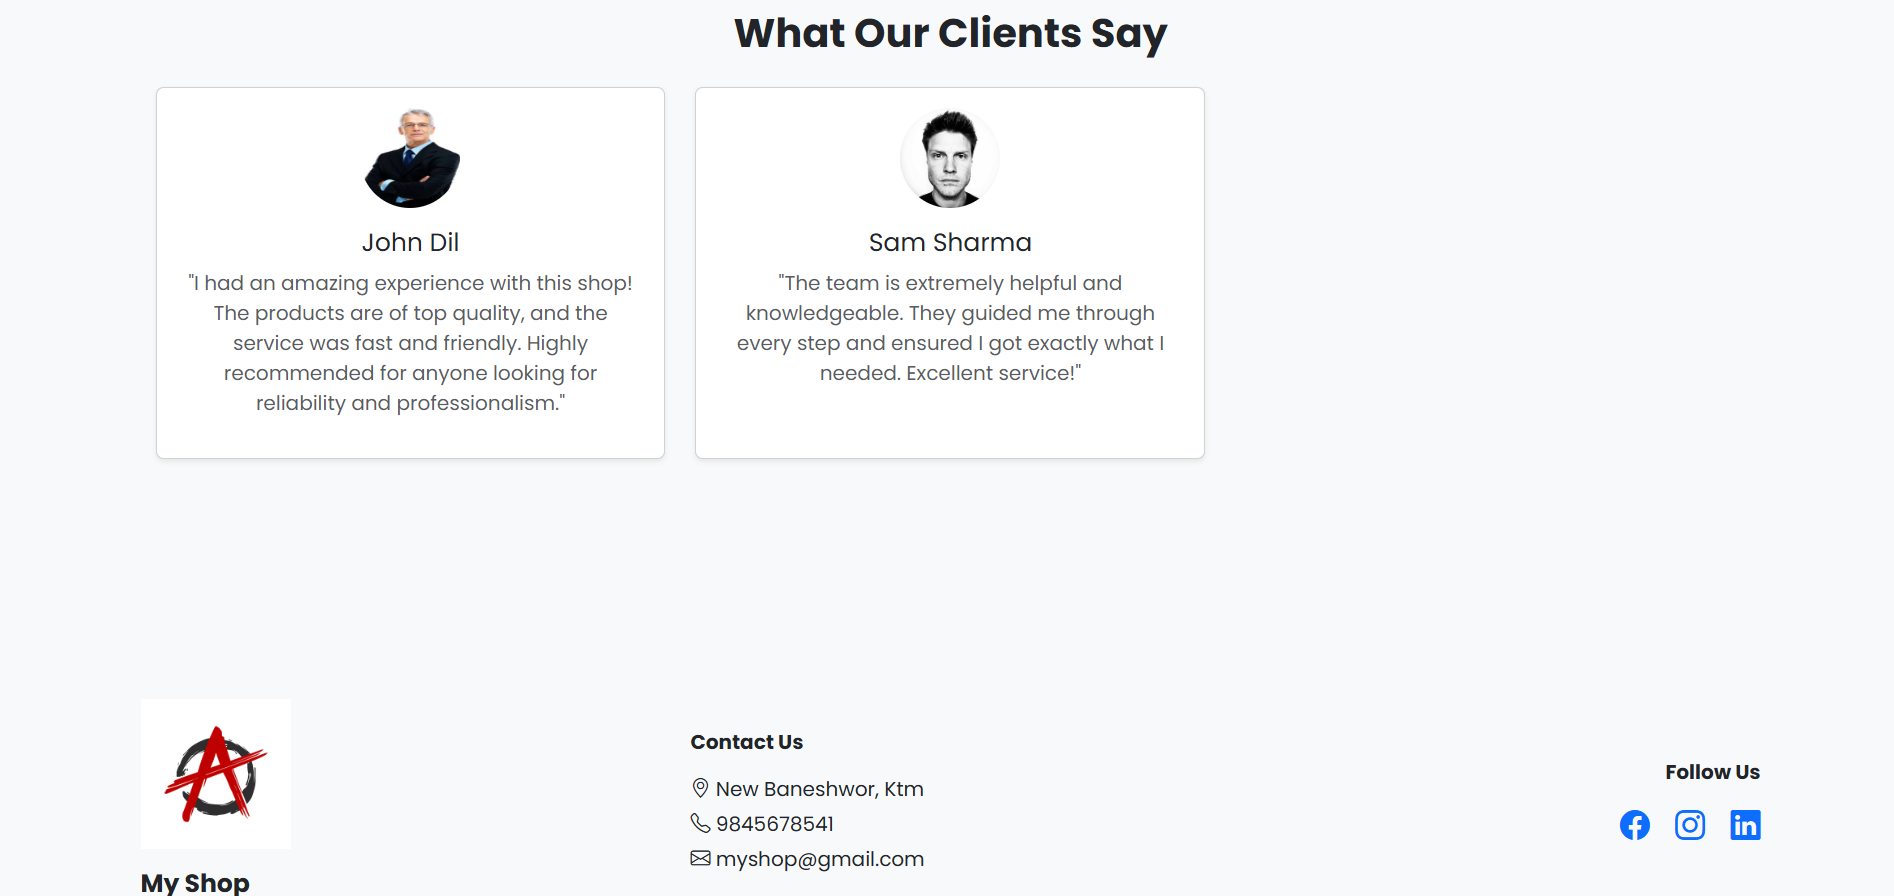 What Our Clients Say
John Dil
"I had an amazing experience with this shop!
The products are of top quality, and the
service was fast and friendly. Highly
recommended for anyone looking for
reliability and professionalism."
Sam Sharma
"The team is extremely helpful and
knowledgeable. They guided me through
every step and ensured I got exactly what I
needed. Excellent service!"
My Shop
Contact Us
New Baneshwor, Ktm
9845678541
myshop@gmail.com
Follow Us